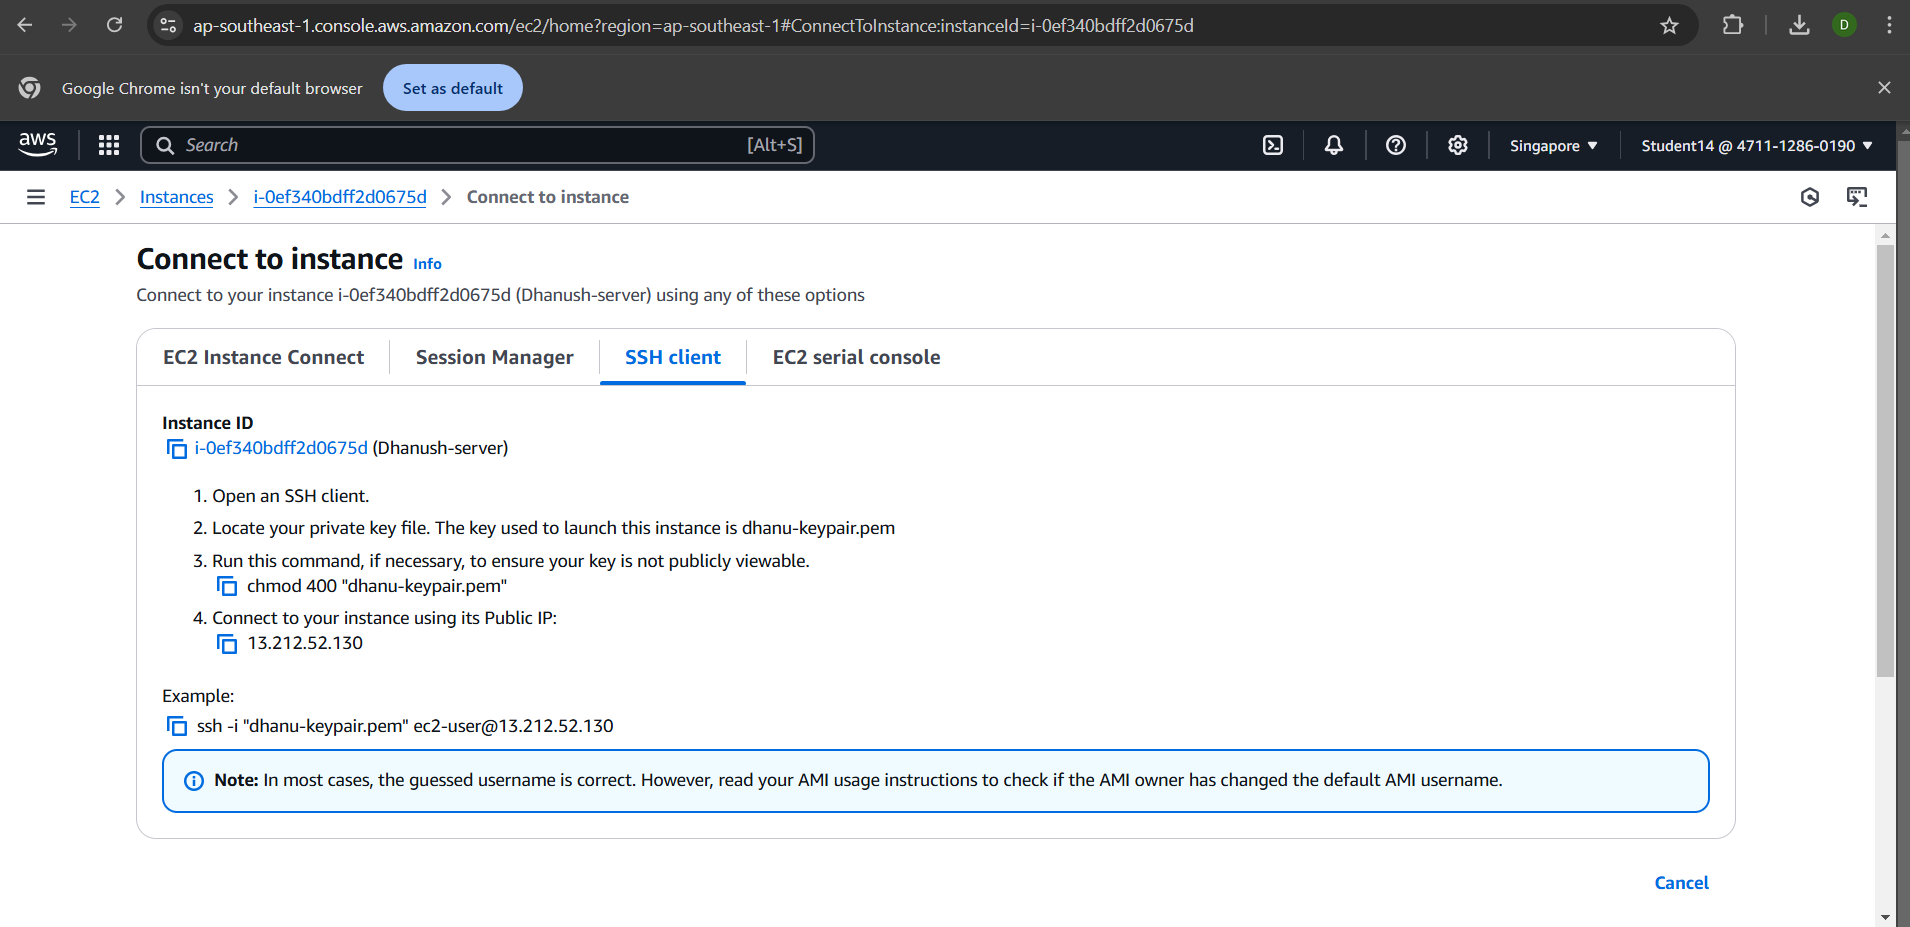 ap-southeast-1.console.aws.amazon.com/ec2/home?region=ap-southeast-1#ConnectToInstance:instanceId=i-0ef340bdff2d0675d
D
Google Chrome isn't your default browser
Set as default
aws
Search
[Alt+S]
Singapore
Student14 @ 4711-1286-0190
EC2
Instances
i-0ef340bdff2d0675d
Connect to instance
Connect to instance Info
Connect to your instance i-0ef340bdff2d0675d (Dhanush-server) using any of these options
EC2 Instance Connect
Session Manager
SSH client
EC2 serial console
Instance ID
i-0ef340bdff2d0675d (Dhanush-server)
1. Open an SSH client.
2. Locate your private key file. The key used to launch this instance is dhanu-keypair.pem
3. Run this command, if necessary, to ensure your key is not publicly viewable.
chmod 400 "dhanu-keypair.pem"
4. Connect to your instance using its Public IP:
13.212.52.130
Example:
ssh -i "dhanu-keypair.pem" ec2-user@13.212.52.130
Note: In most cases, the guessed username is correct. However, read your AMI usage instructions to check if the AMI owner has changed the default AMI username.
Cancel